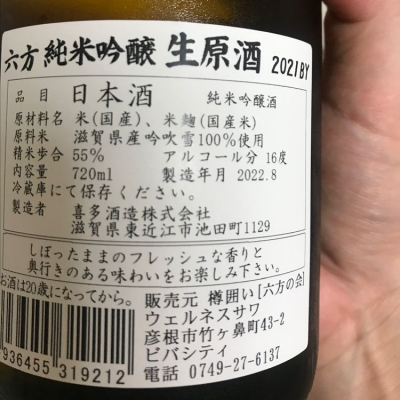 六方 純米吟醸 生原酒 2021BY
品目 日本酒 純米吟醸酒
原材料名 米(国産)、米麹(国産米)
原料米 滋賀県産吟吹雪100%使用
精米歩合 55% アルコール分 16度
内容量 720ml 製造年月 2022.8
冷蔵庫にて保存ください。
製造者 喜多酒造株式会社
滋賀県東近江市池田町1129
しぼったままのフレッシュな香りと
奥行きのある味わいをお楽しみ下さい。
お酒は20歳になってから。
販売元 樽囲い[六方の会]
ウェルネスサワ
彦根市竹ヶ鼻町43-2
ビバシティ
電話 0749-27-6137
936455 319212